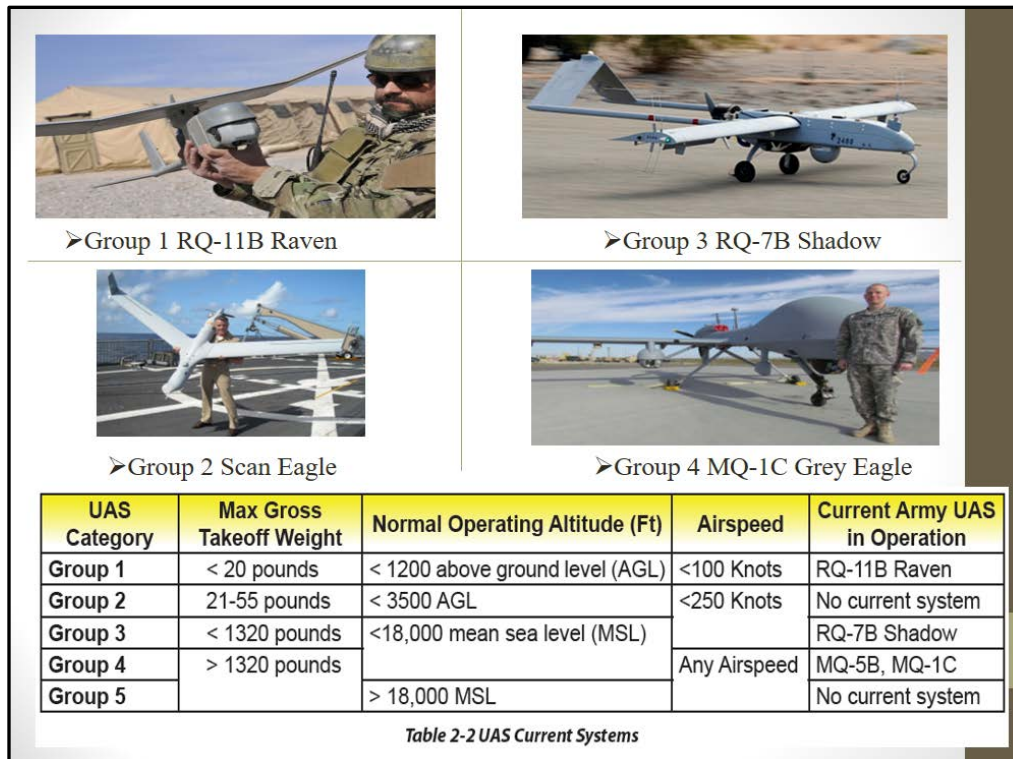 ➤Group 1 RQ-11B Raven
➤Group 3 RQ-7B Shadow
➤Group 2 Scan Eagle
➤Group 4 MQ-1C Grey Eagle
UAS Category | Max Gross Takeoff Weight | Normal Operating Altitude (Ft) | Airspeed | Current Army UAS in Operation
Group 1 | < 20 pounds | < 1200 above ground level (AGL) | <100 Knots | RQ-11B Raven
Group 2 | 21-55 pounds | < 3500 AGL | <250 Knots | No current system
Group 3 | < 1320 pounds | <18,000 mean sea level (MSL) | RQ-7B Shadow
Group 4 | > 1320 pounds | Any Airspeed | MQ-5B, MQ-1C
Group 5 | > 18,000 MSL | No current system
Table 2-2 UAS Current Systems